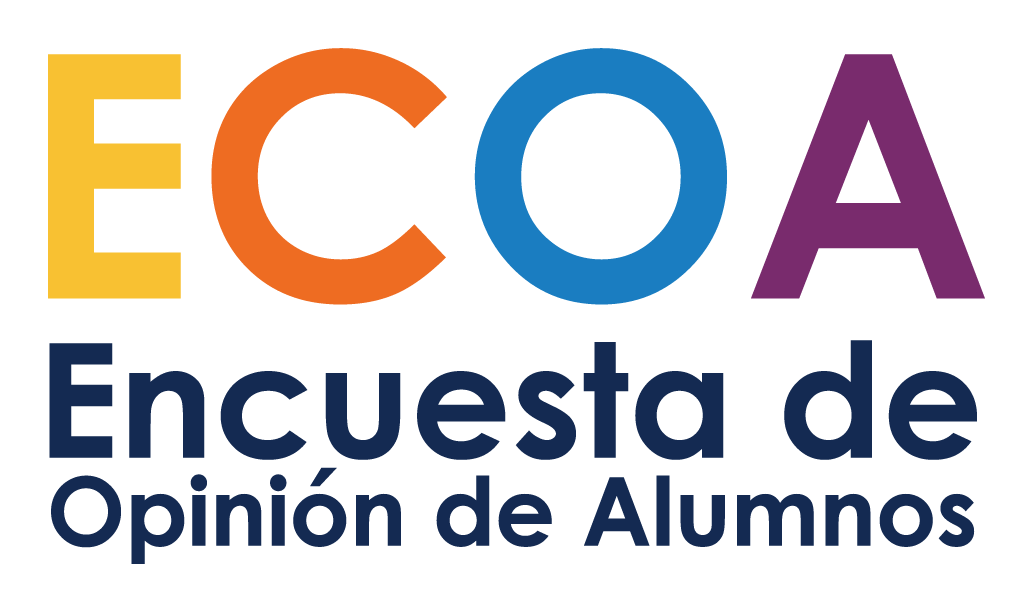 ECOA
Encuesta de
Opinión de Alumnos